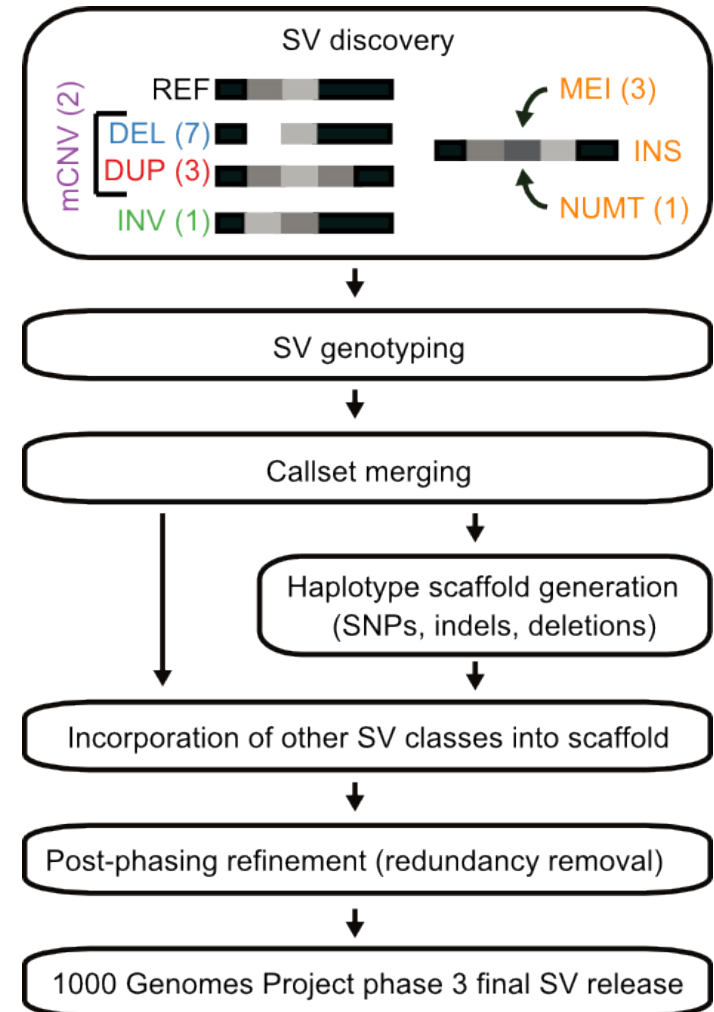 SV discovery
mCNV (2)
REF
DEL (7)
DUP (3)
INV (1)
MEI (3)
INS
NUMT (1)
SV genotyping
Callset merging
Haplotype scaffold generation
(SNPs, indels, deletions)
Incorporation of other SV classes into scaffold
Post-phasing refinement (redundancy removal)
1000 Genomes Project phase 3 final SV release